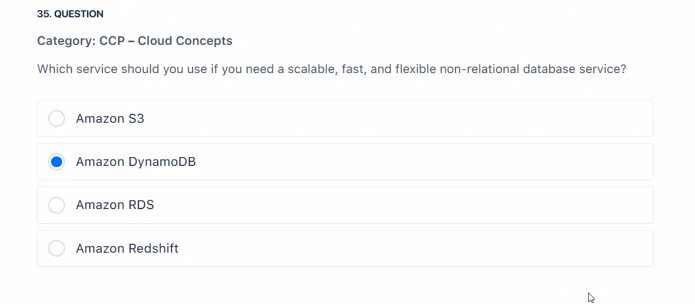 35. QUESTION
Category: CCP – Cloud Concepts
Which service should you use if you need a scalable, fast, and flexible non-relational database service?
Amazon S3
Amazon DynamoDB
Amazon RDS
Amazon Redshift